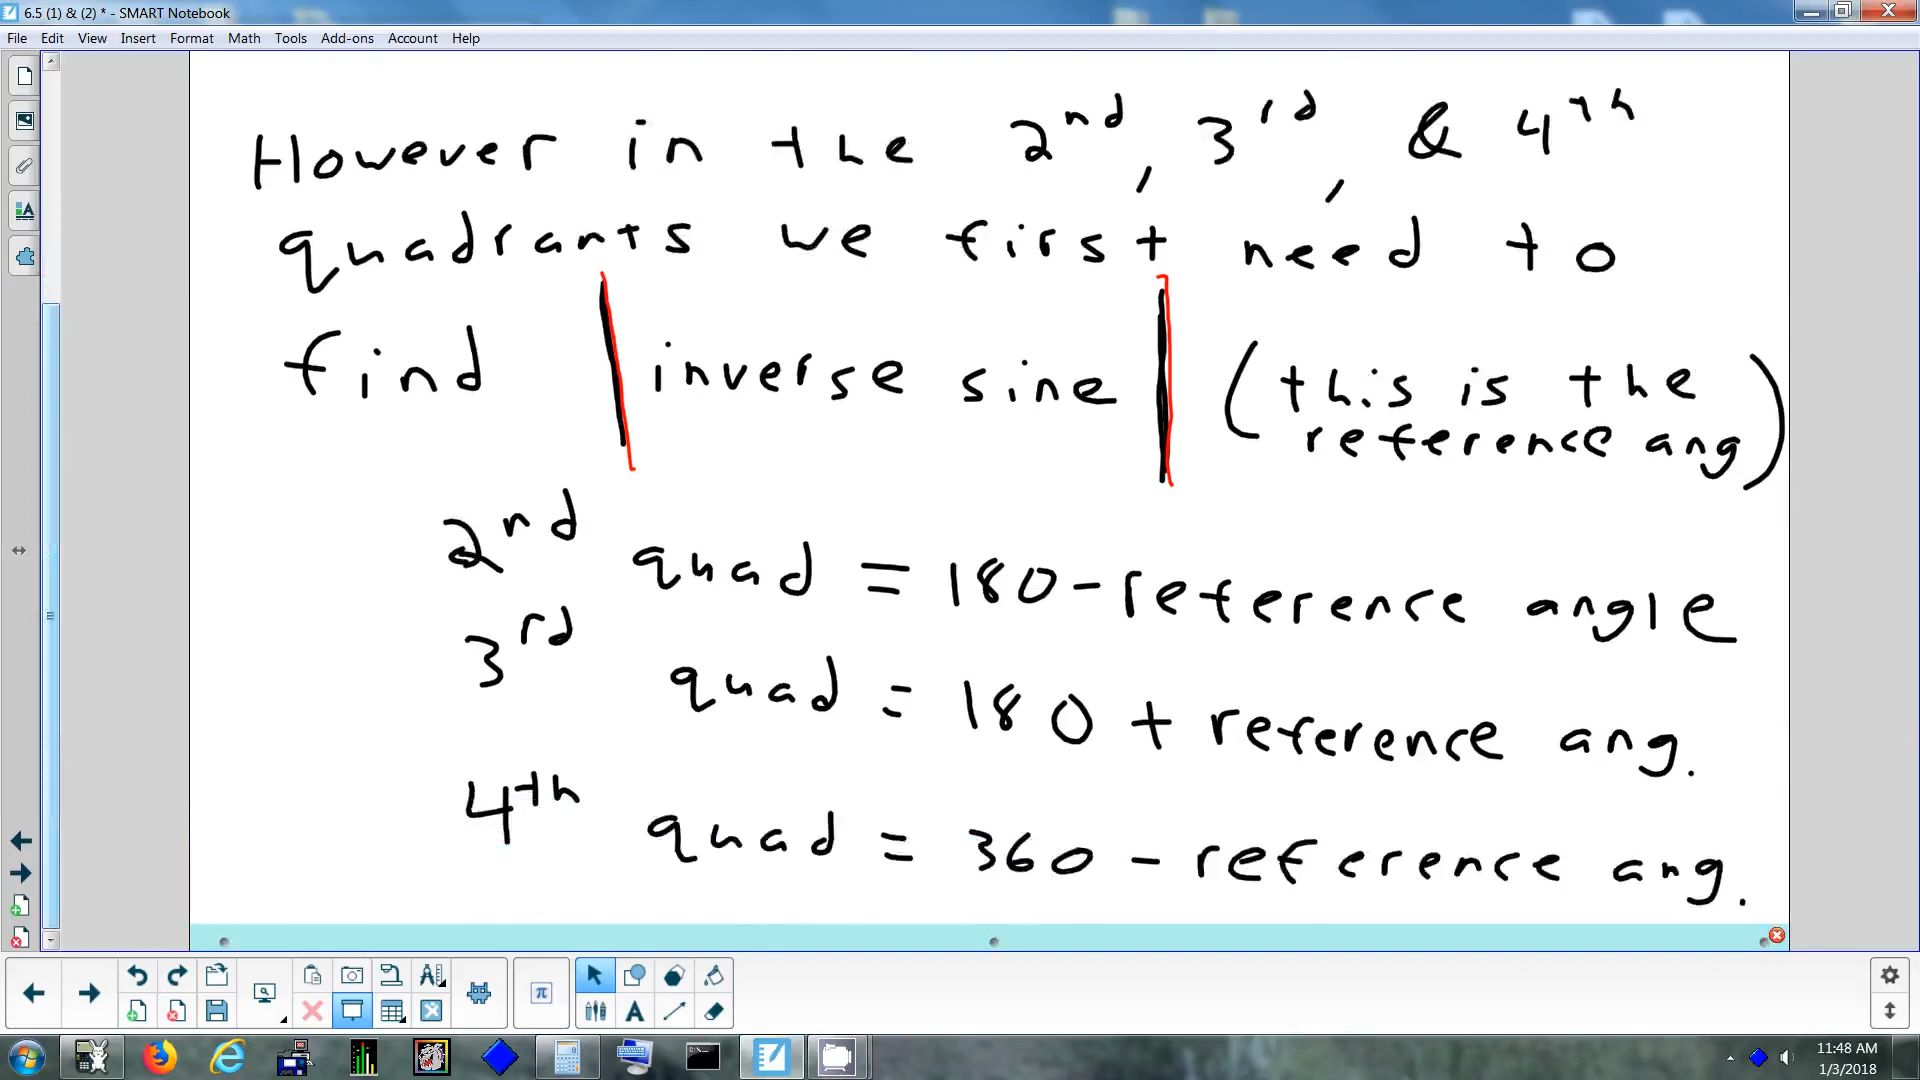 6.5 (1) & (2) * - SMART Notebook
File Edit View Insert Format Math Tools Add-ons Account Help
However in the 2nd, 3rd, & 4th
quadrants we first need to
find |inverse sine| (this is the
reference ang)
2nd quad = 180 - reference angle
3rd quad = 180 + reference ang.
4th quad = 360 - reference ang.
π
A
11:48 AM
1/3/2018